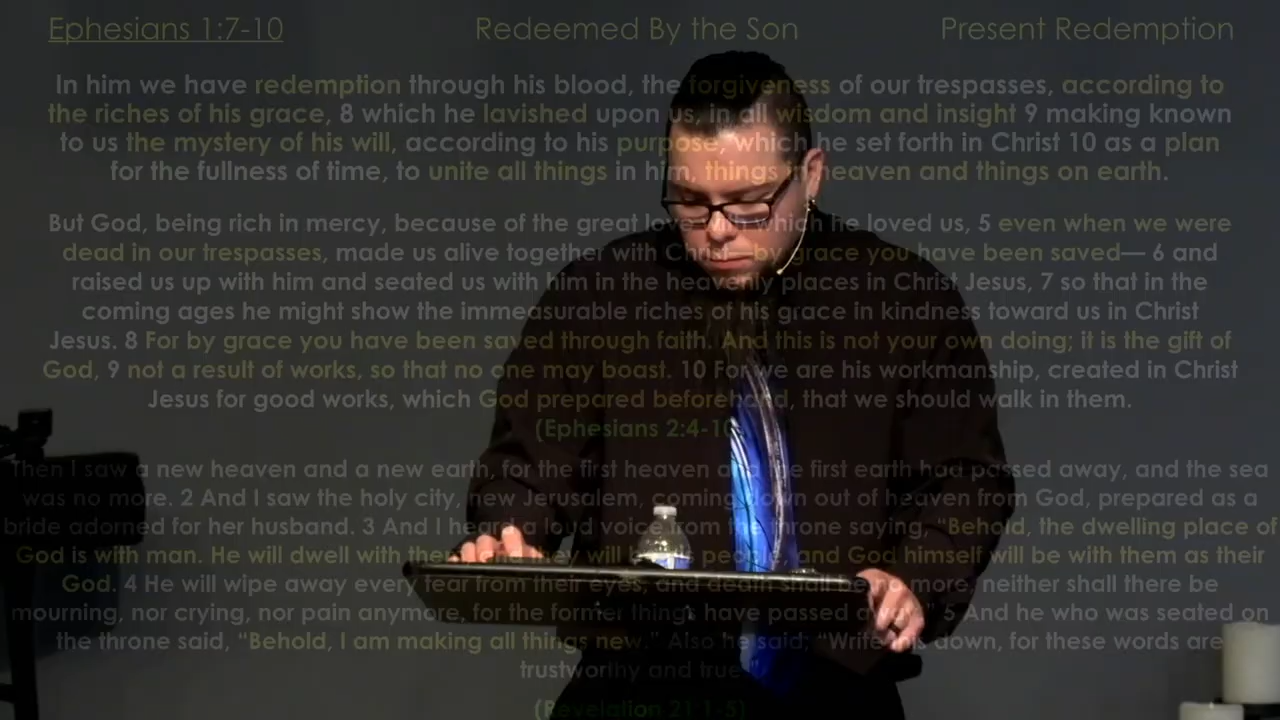 Ephesians 1:7-10 Redeemed By the Son Present Redemption
In him we have redemption through his blood, the forgiveness of our trespasses, according to
the riches of his grace, 8 which he lavished upon us, in all wisdom and insight 9 making known
to us the mystery of his will, according to his purpose, which he set forth in Christ 10 as a plan
for the fullness of time, to unite all things in him, things in heaven and things on earth.
But God, being rich in mercy, because of the great love with which he loved us, 5 even when we were
dead in our trespasses, made us alive together with Christ—by grace you have been saved— 6 and
raised us up with him and seated us with him in the heavenly places in Christ Jesus, 7 so that in the
coming ages he might show the immeasurable riches of his grace in kindness toward us in Christ
Jesus. 8 For by grace you have been saved through faith. And this is not your own doing; it is the gift of
God, 9 not a result of works, so that no one may boast. 10 For we are his workmanship, created in Christ
Jesus for good works, which God prepared beforehand, that we should walk in them.
(Ephesians 2:4-10
Then I saw a new heaven and a new earth, for the first heaven and the first earth had passed away, and the sea
was no more. 2 And I saw the holy city, new Jerusalem, coming down out of heaven from God, prepared as a
bride adorned for her husband. 3 And I heard a loud voice from the throne saying, “Behold, the dwelling place of
God is with man. He will dwell with them, and they will be his people, and God himself will be with them as their
God. 4 He will wipe away every tear from their eyes, and death shall be no more, neither shall there be
mourning, nor crying, nor pain anymore, for the former things have passed away.” 5 And he who was seated on
the throne said, “Behold, I am making all things new.” Also he said, “Write this down, for these words are
trustworthy and true
(Revelation 21:1-5)